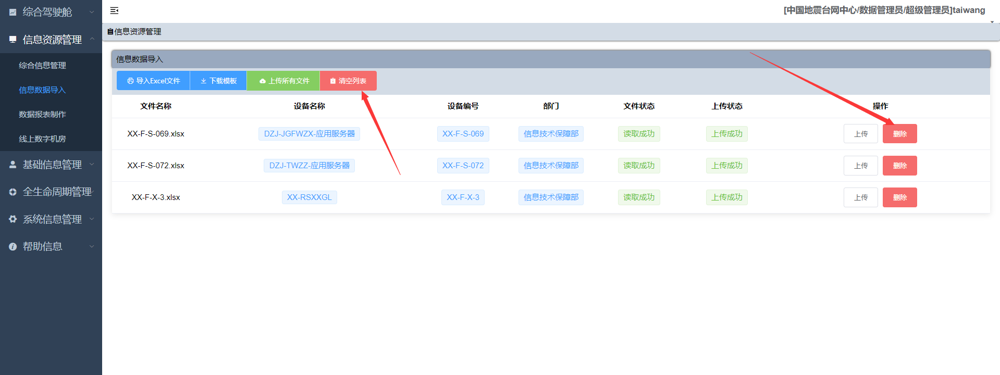 综合驾驶舱
信息资源管理
综合信息管理
信息数据导入
数据报表制作
线上数字机房
基础信息管理
全生命周期管理
系统信息管理
帮助信息
[中国地震台网中心/数据管理员/超级管理员]taiwang
信息资源管理
信息数据导入
导入Excel文件 下载模板 上传所有文件 清空列表
文件名称 设备名称 设备编号 部门 文件状态 上传状态 操作
XX-F-S-069.xlsx DZJ-JGFWZX-应用服务器 XX-F-S-069 信息技术保障部 读取成功 上传成功 上传 删除
XX-F-S-072.xlsx DZJ-TWZZ-应用服务器 XX-F-S-072 信息技术保障部 读取成功 上传成功 上传 删除
XX-F-X-3.xlsx XX-RSXXGL XX-F-X-3 信息技术保障部 读取成功 上传成功 上传 删除